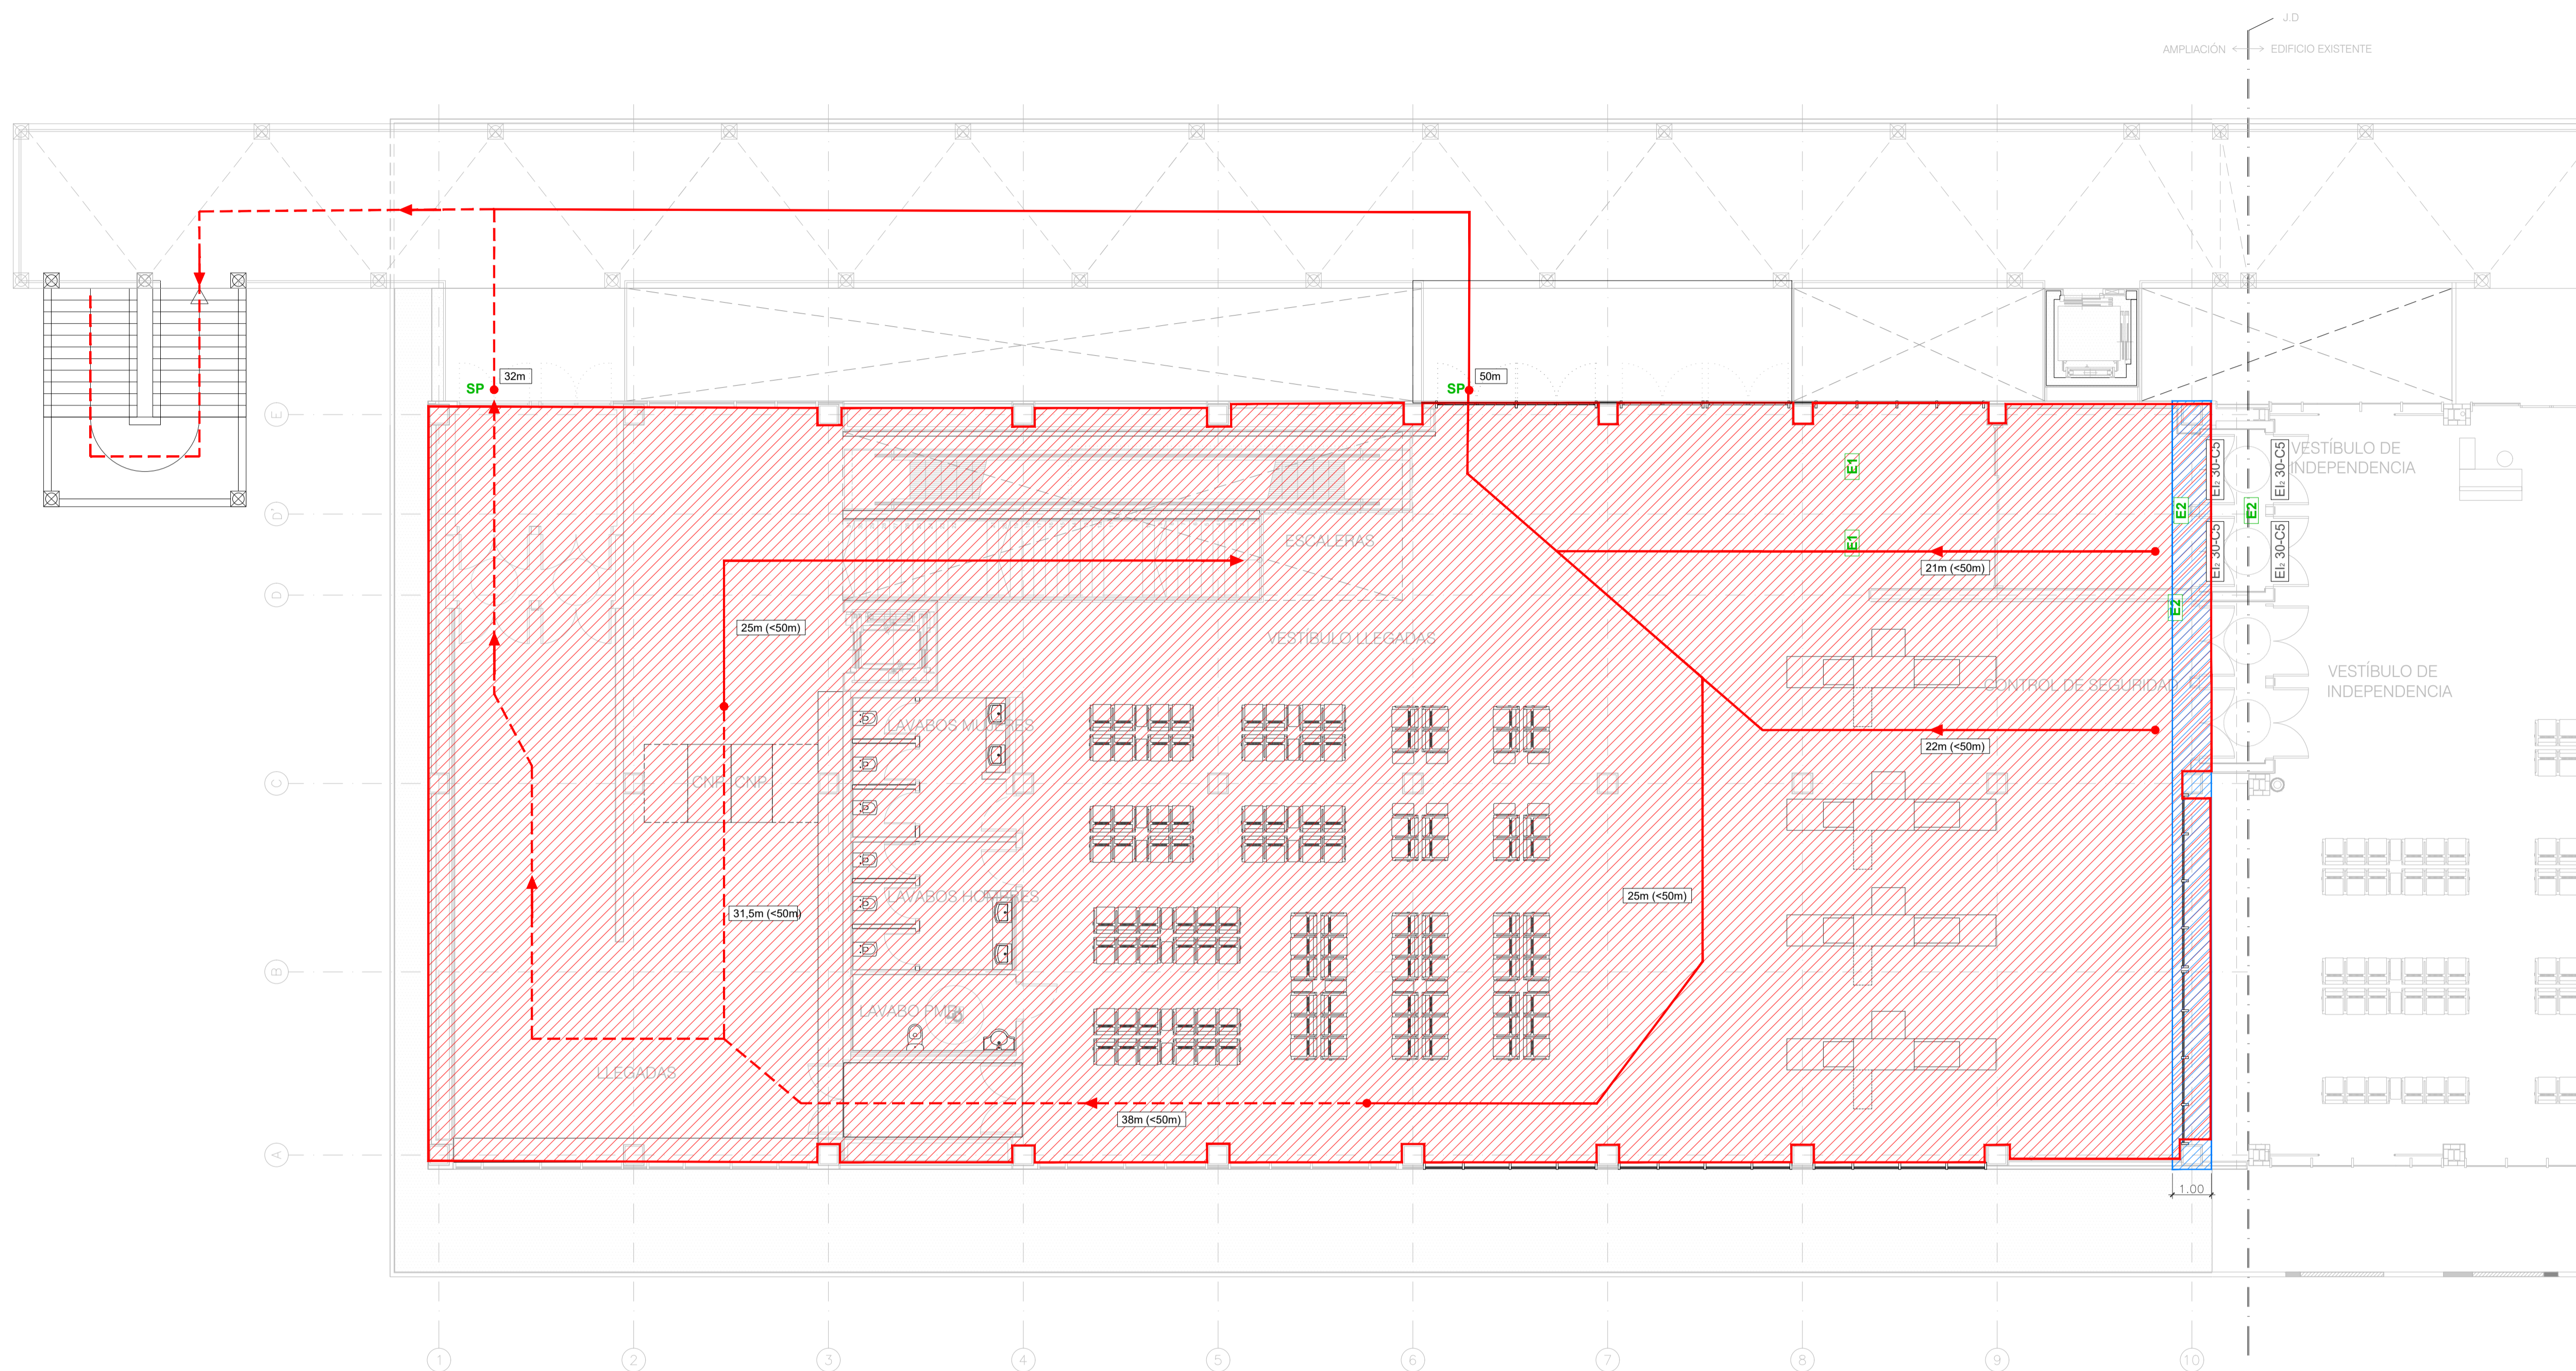 J.D
AMPLIACIÓN
EDIFICIO EXISTENTE
32m
SP
50m
SP
E
D'
D
C
B
A
E1
E1
EI₂ 30-C5
EI₂ 30-C5
EI₂ 30-C5
EI₂ 30-C5
E2
E2
E2
VESTÍBULO DE
INDEPENDENCIA
VESTÍBULO DE
INDEPENDENCIA
ESCALERAS
21m (<50m)
25m (<50m)
VESTÍBULO LLEGADAS
CONTROL DE SEGURIDAD
LAVABOS MUJERES
22m (<50m)
CNP
CNP
LAVABOS HOMBRES
25m (<50m)
31,5m (<50m)
LAVABO PMR
LLEGADAS
38m (<50m)
1.00
1
2
3
4
5
6
7
8
9
10